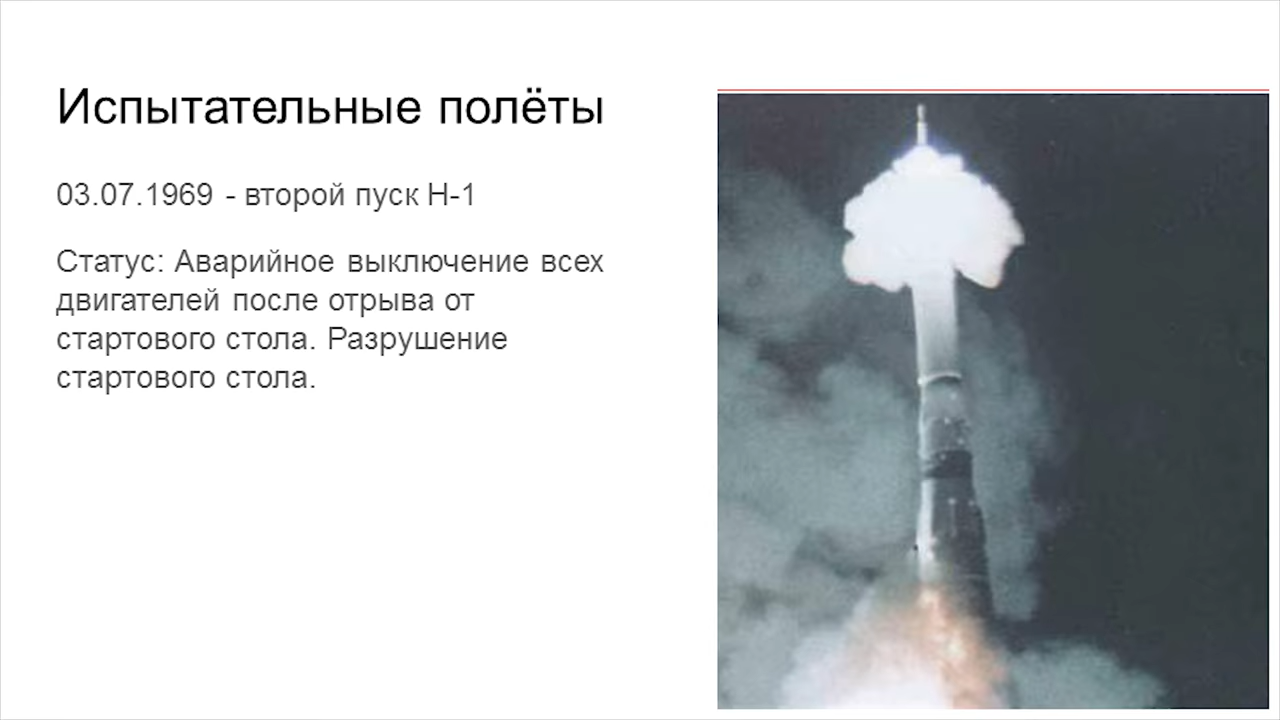 Испытательные полёты
03.07.1969 - второй пуск Н-1
Статус: Аварийное выключение всех
двигателей после отрыва от
стартового стола. Разрушение
стартового стола.